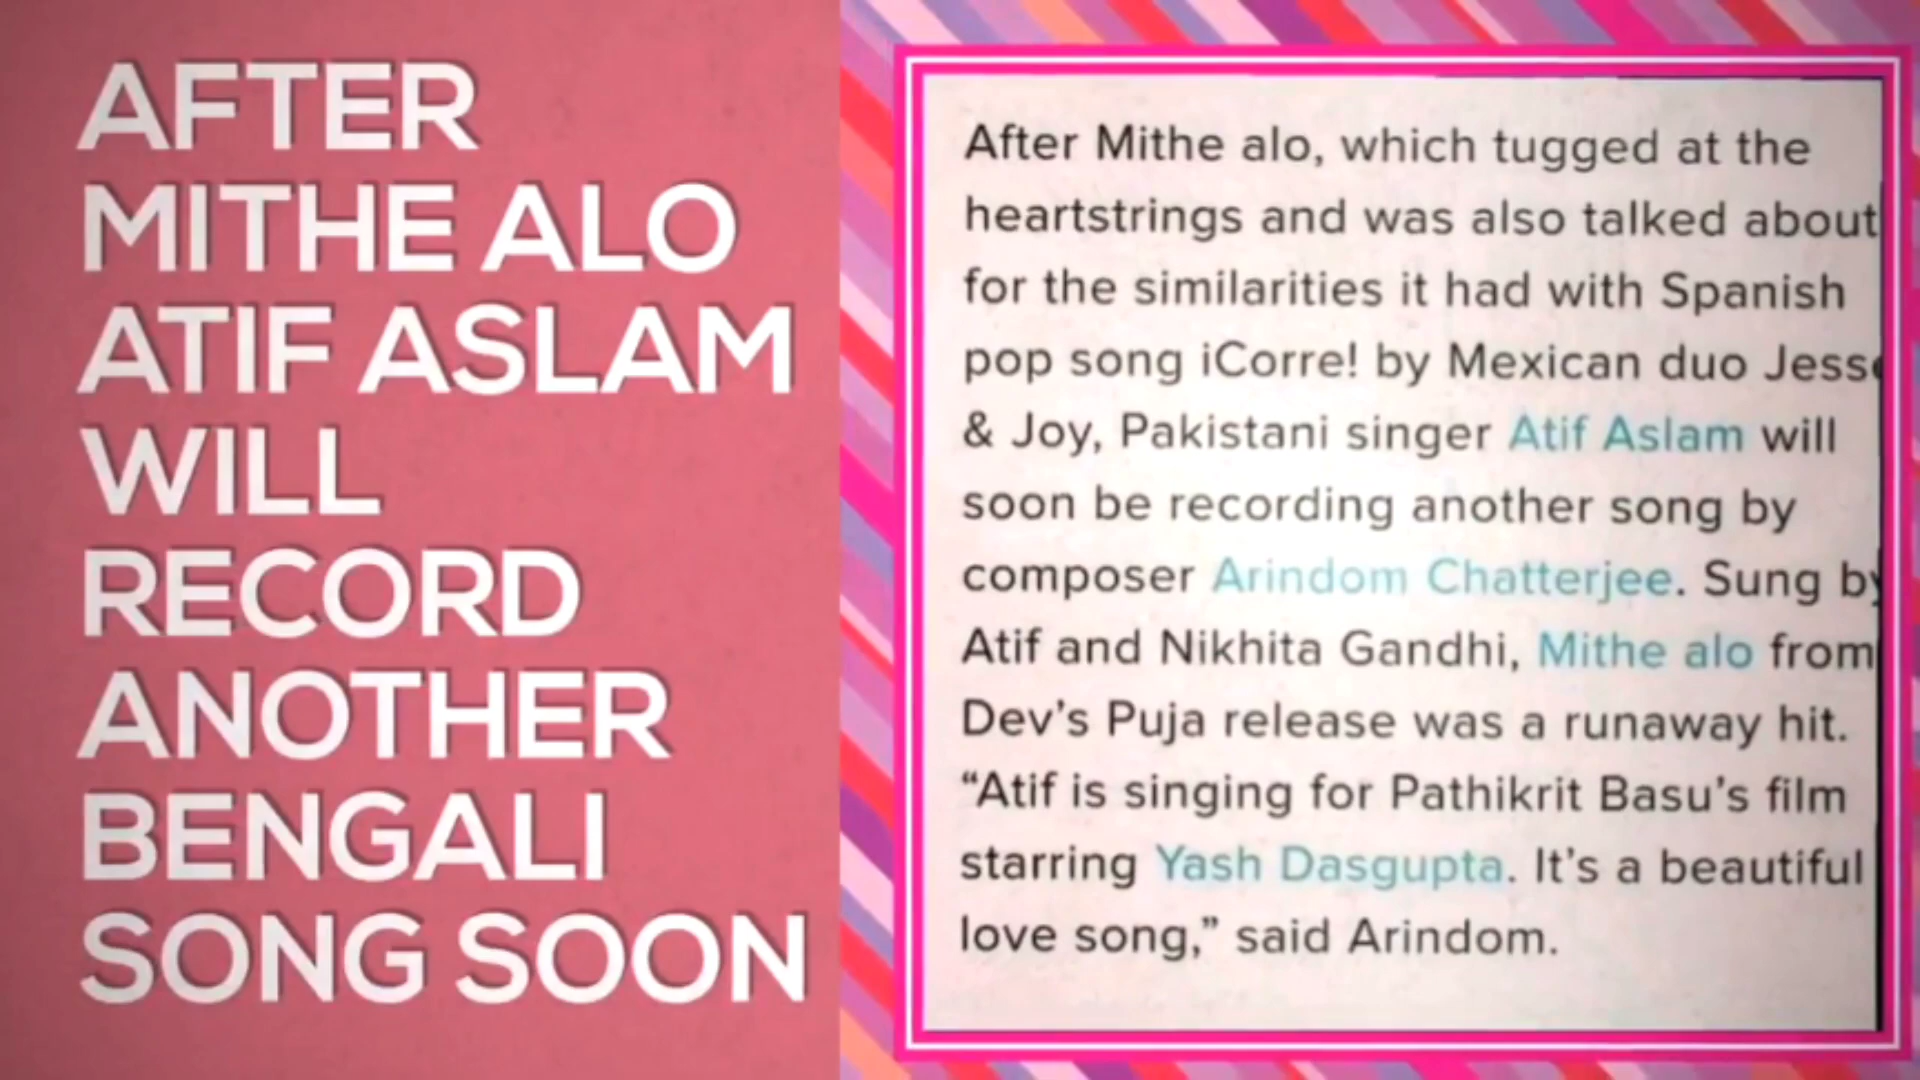 AFTER
MITHE ALO
ATIF ASLAM
WILL
RECORD
ANOTHER
BENGALI
SONG SOON
After Mithe alo, which tugged at the
heartstrings and was also talked about
for the similarities it had with Spanish
pop song iCorre! by Mexican duo Jesse
& Joy, Pakistani singer Atif Aslam will
soon be recording another song by
composer Arindom Chatterjee. Sung by
Atif and Nikhita Gandhi, Mithe alo from
Dev's Puja release was a runaway hit.
“Atif is singing for Pathikrit Basu's film
starring Yash Dasgupta. It's a beautiful
love song,” said Arindom.